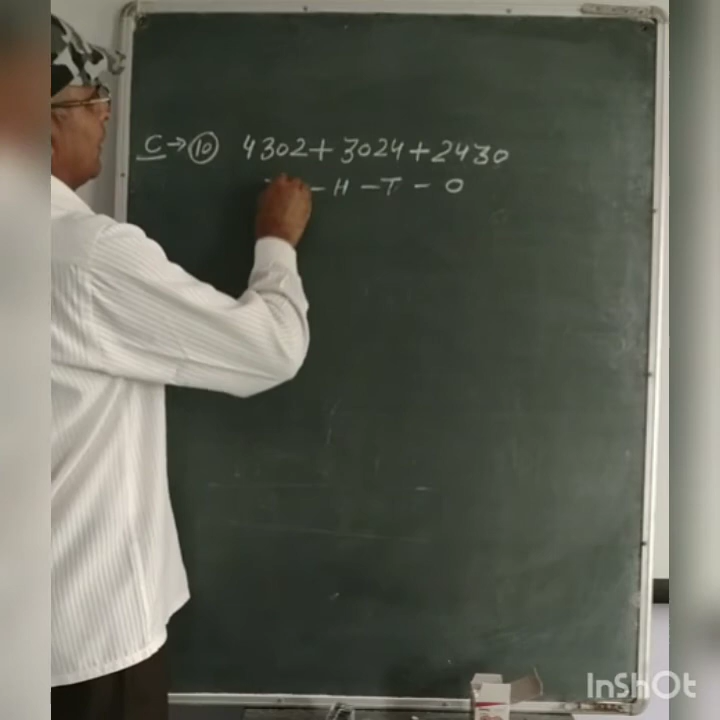 C → 10 4302 + 3024 + 2430
– H – T – O
InShOt